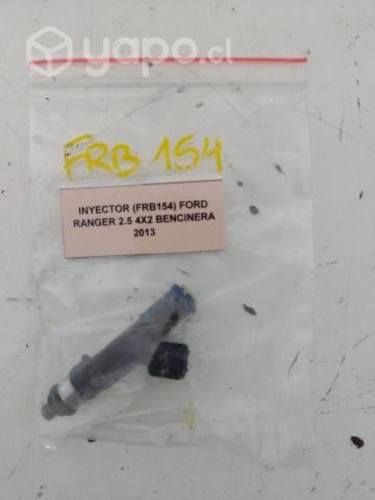 yapo.cl
FRB 154
INYECTOR (FRB154) FORD
RANGER 2.5 4X2 BENCINERA
2013